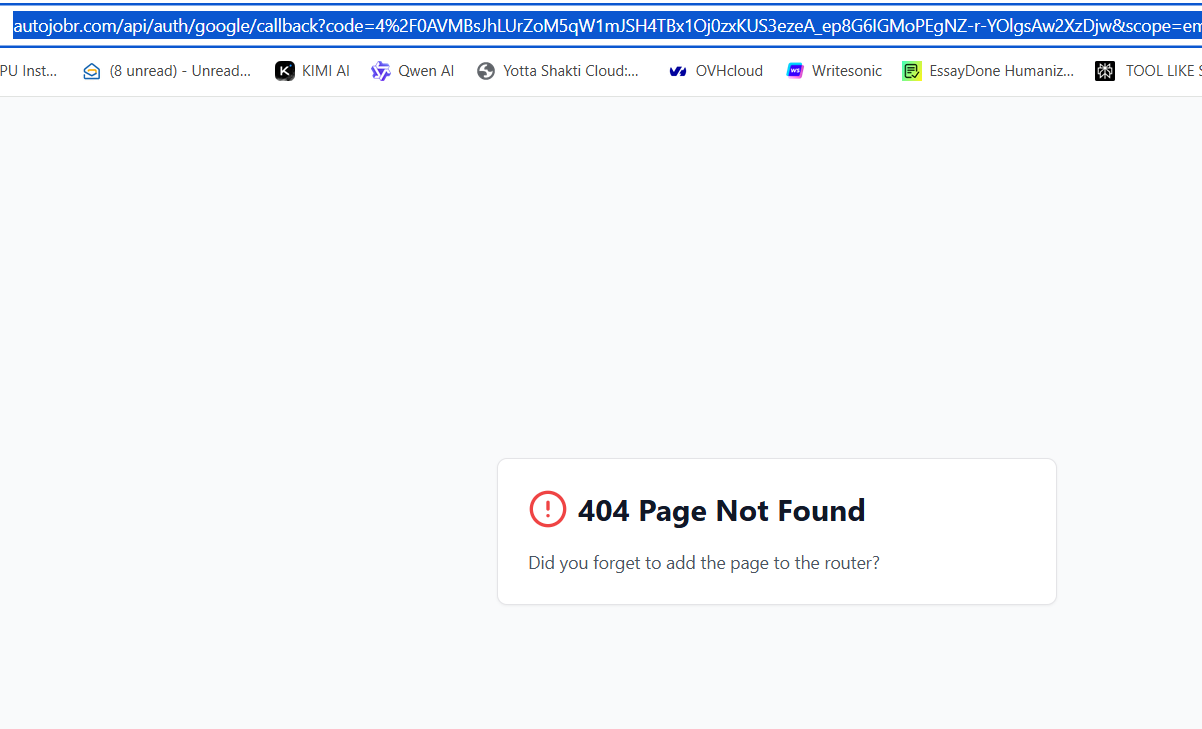 autojobr.com/api/auth/google/callback?code=4%2F0AVMBsJhLUrZoM5qW1mJSH4TBx1Oj0zxKUS3ezeA_ep8G6lGMoPEgNZ-r-YOlgsAw2XzDjw&scope=em
PU Inst... (8 unread) - Unread... KIMI AI Qwen AI Yotta Shakti Cloud:... OVHcloud Writesonic EssayDone Humaniz... TOOL LIKE S
404 Page Not Found
Did you forget to add the page to the router?